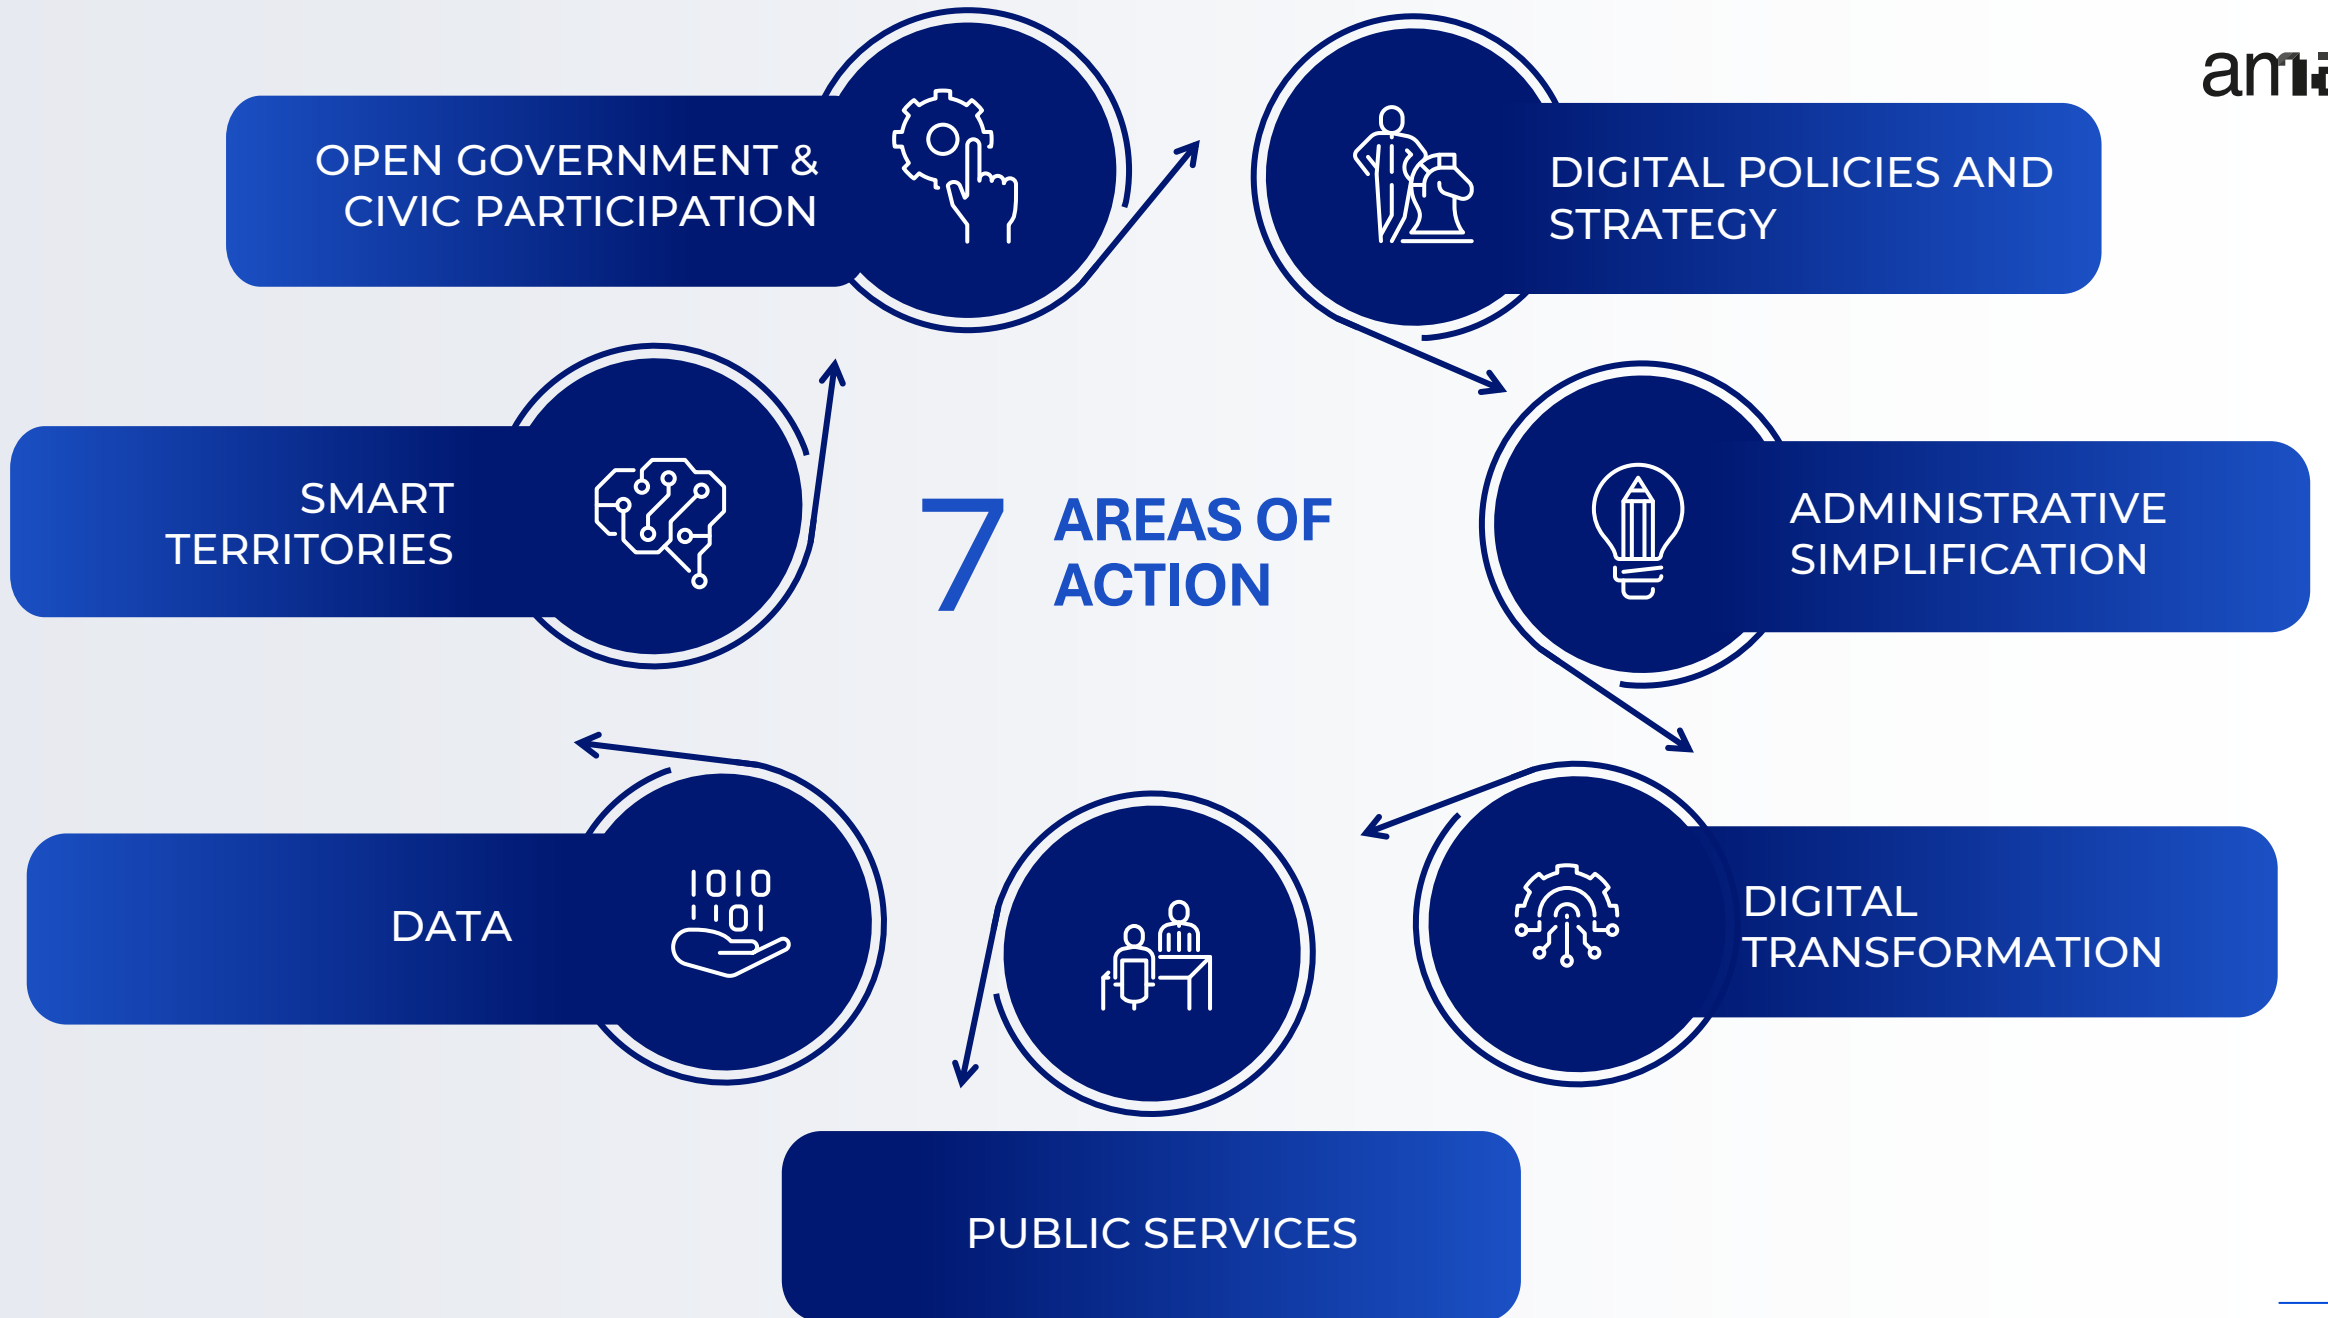 OPEN GOVERNMENT &
CIVIC PARTICIPATION
DIGITAL POLICIES AND
STRATEGY
SMART
TERRITORIES
7 AREAS OF
ACTION
ADMINISTRATIVE
SIMPLIFICATION
DATA
DIGITAL
TRANSFORMATION
PUBLIC SERVICES